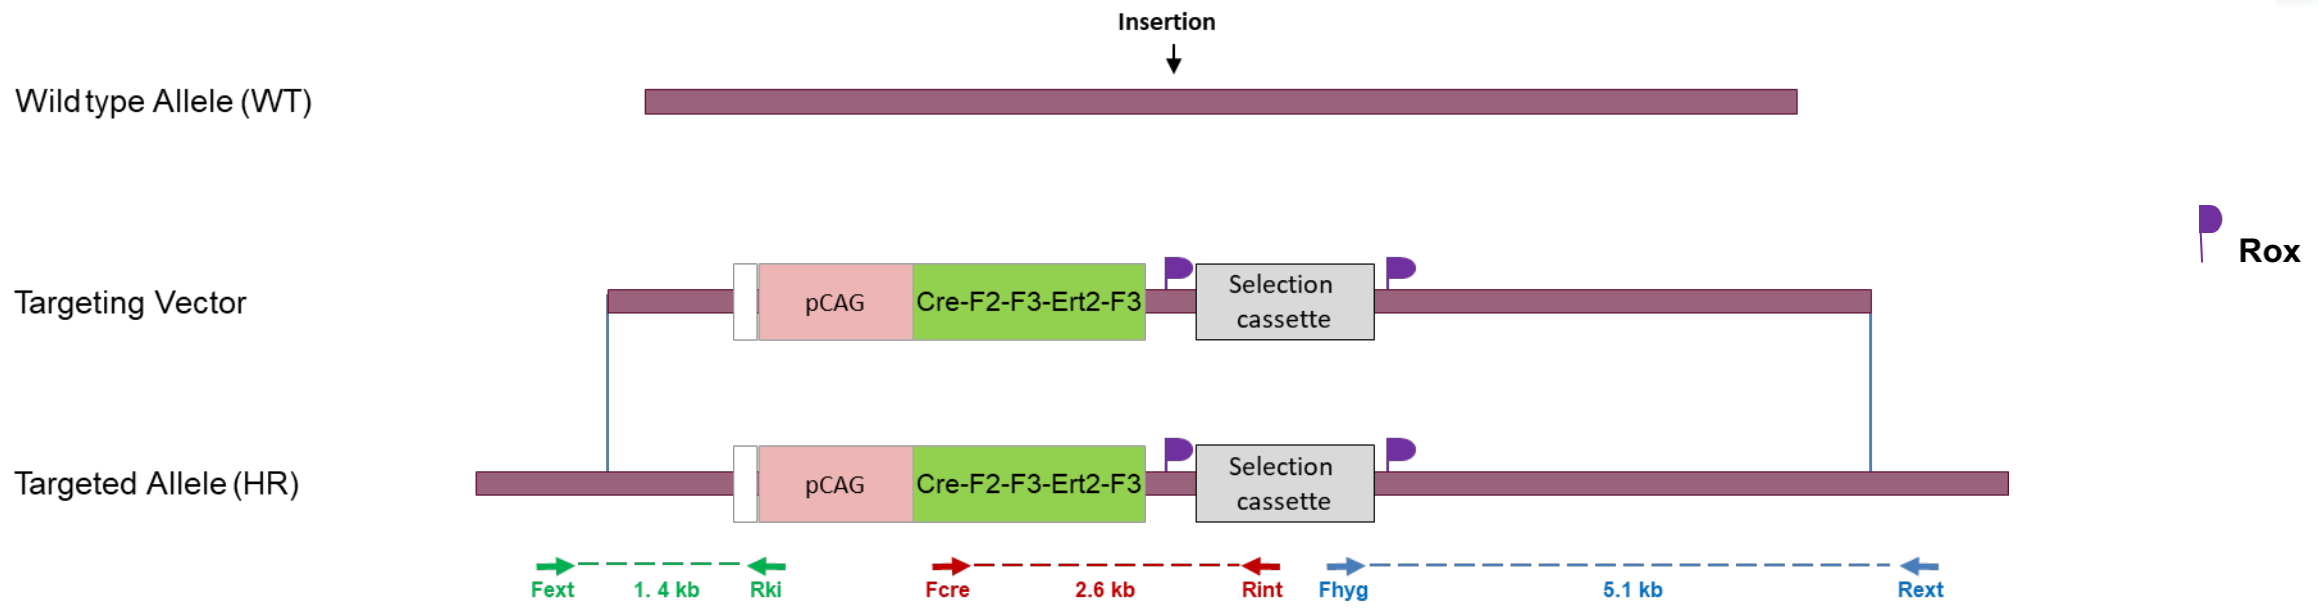 Insertion
Wild type Allele (WT)
Rox
Targeting Vector
pCAG
Cre-F2-F3-Ert2-F3
Selection
cassette
Targeted Allele (HR)
pCAG
Cre-F2-F3-Ert2-F3
Selection
cassette
Fext
1. 4 kb
Rki
Fcre
2.6 kb
Rint
Fhyg
5.1 kb
Rext